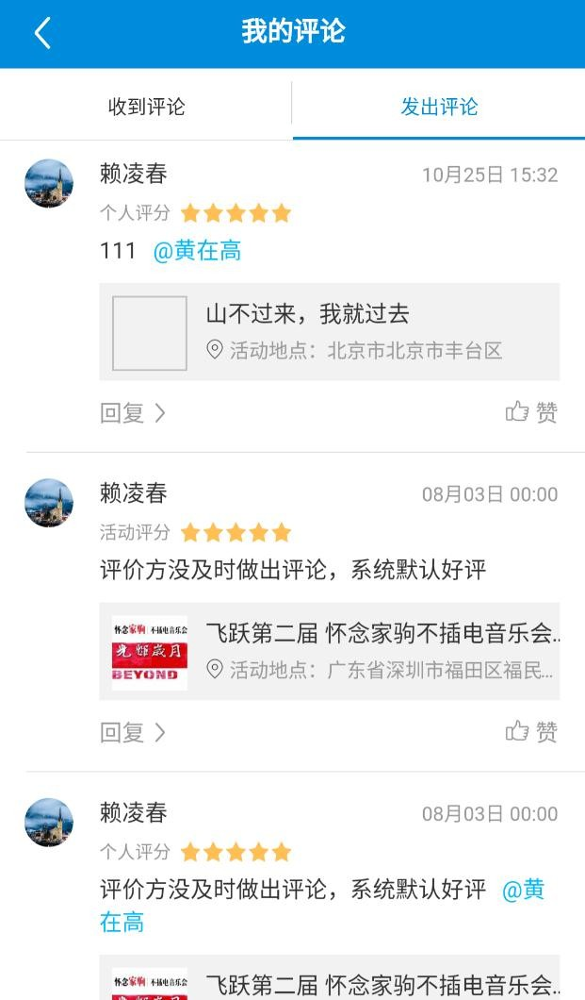 我的评论
收到评论
发出评论
赖凌春
10月25日 15:32
个人评分
111 @黄在高
山不过来，我就过去
活动地点：北京市北京市丰台区
回复
赞
赖凌春
08月03日 00:00
活动评分
评价方没及时做出评论，系统默认好评
怀念家驹 不插电音乐会
光辉岁月
BEYOND
飞跃第二届 怀念家驹不插电音乐会..
活动地点：广东省深圳市福田区福民...
回复
赞
赖凌春
08月03日 00:00
个人评分
评价方没及时做出评论，系统默认好评 @黄
在高
怀念家驹 不插电音乐会
飞跃第二届 怀念家驹不插电音乐会..